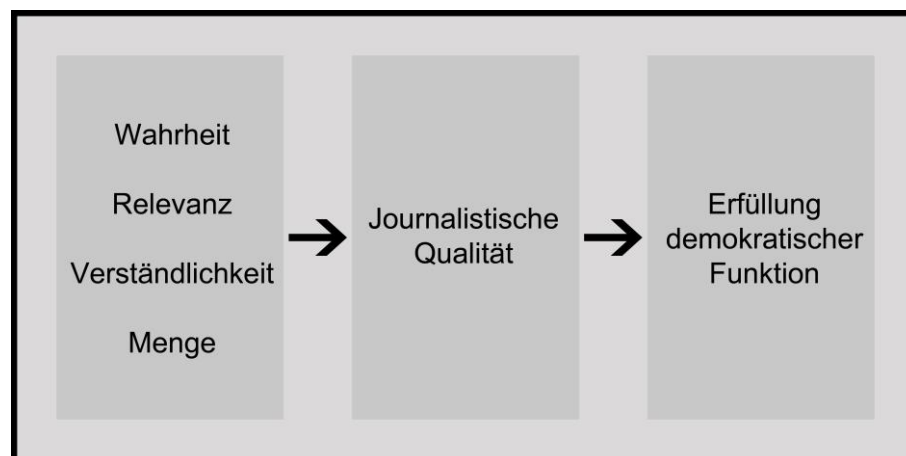 Wahrheit
Relevanz
Verständlichkeit
Menge
Journalistische
Qualität
Erfüllung
demokratischer
Funktion